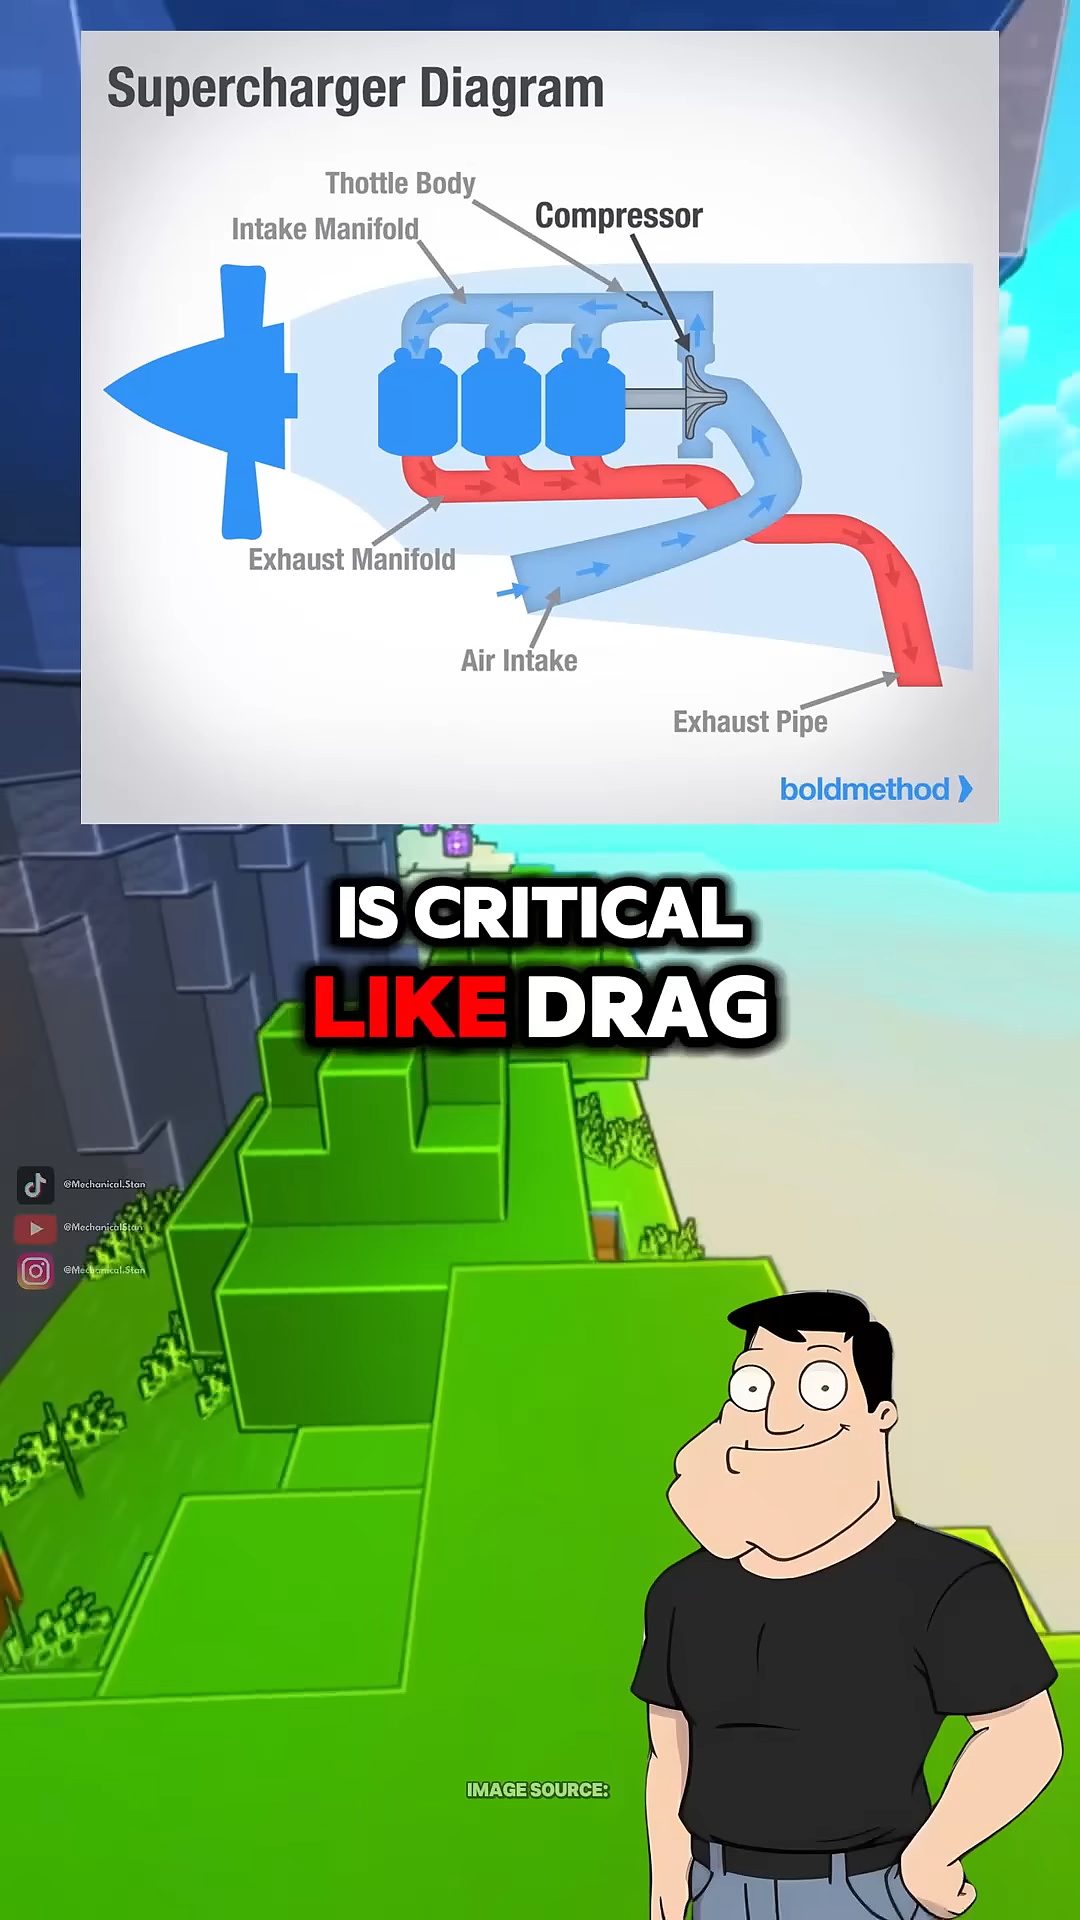 Supercharger Diagram
Thottle Body
Compressor
Intake Manifold
Exhaust Manifold
Air Intake
Exhaust Pipe
boldmethod
IS CRITICAL
LIKE DRAG
@Mechanical.Stan
@MechanicalStan
@Mechanical.Stan
IMAGE SOURCE: